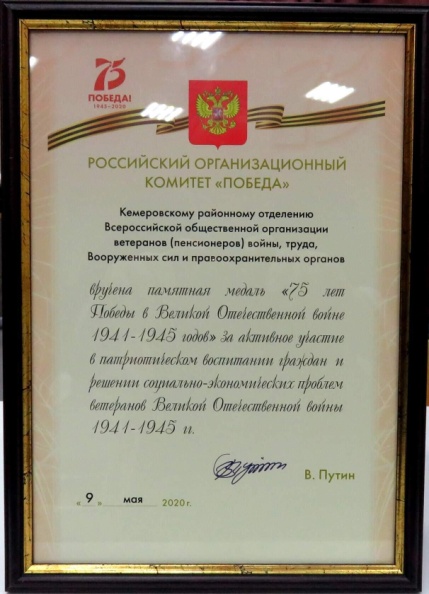 75
ПОБЕДА!
1945–2020
РОССИЙСКИЙ ОРГАНИЗАЦИОННЫЙ
КОМИТЕТ «ПОБЕДА»
Кемеровскому районному отделению
Всероссийской общественной организации
ветеранов (пенсионеров) войны, труда,
Вооруженных сил и правоохранительных органов
вручена памятная медаль «75 лет
Победы в Великой Отечественной войне
1941-1945 годов» за активное участие
в патриотическом воспитании граждан и
решении социально-экономических проблем
ветеранов Великой Отечественной войны
1941-1945 гг.
В. Путин
« 9 » мая 2020 г.